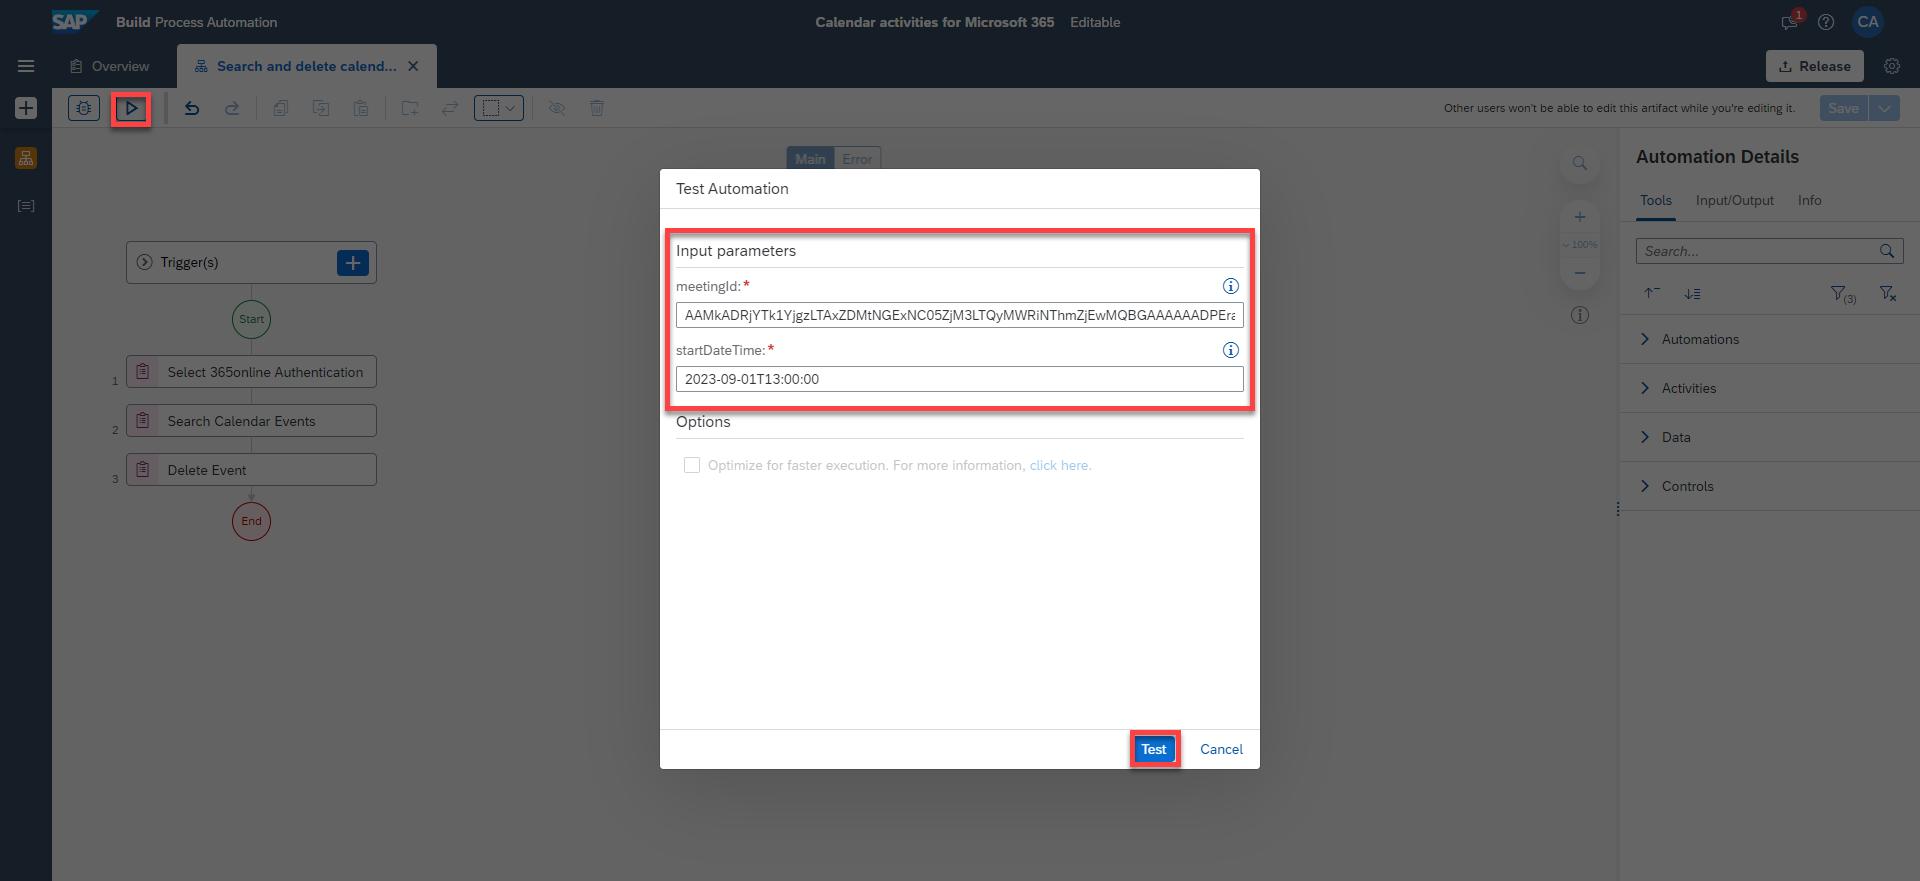 SAP Build Process Automation
Calendar activities for Microsoft 365 Editable
1
CA
Overview
Search and delete calend...
Release
Other users won't be able to edit this artifact while you're editing it.
Save
Main Error
Test Automation
Input parameters
meetingId:*
AAMkADRjYTk1YjgzLTAxZDMtNGExNC05ZjM3LTQyMWRiNThmZjEwMQBGAAAAAADPEra
startDateTime:*
2023-09-01T13:00:00
Options
Optimize for faster execution. For more information, click here.
Test Cancel
Trigger(s)
Start
1 Select 365online Authentication
2 Search Calendar Events
3 Delete Event
End
100%
Automation Details
Tools Input/Output Info
Search...
(3)
Automations
Activities
Data
Controls